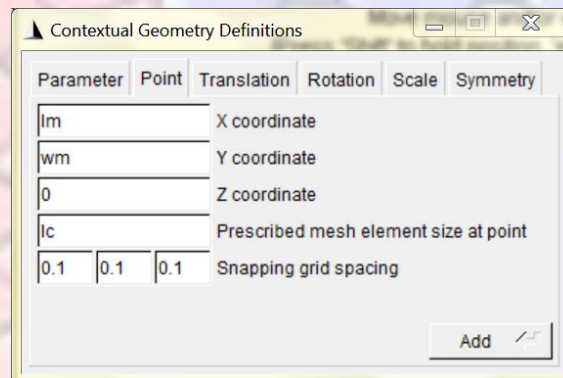 Contextual Geometry Definitions
Parameter Point Translation Rotation Scale Symmetry
lm X coordinate
wm Y coordinate
0 Z coordinate
lc Prescribed mesh element size at point
0.1 0.1 0.1 Snapping grid spacing
Add